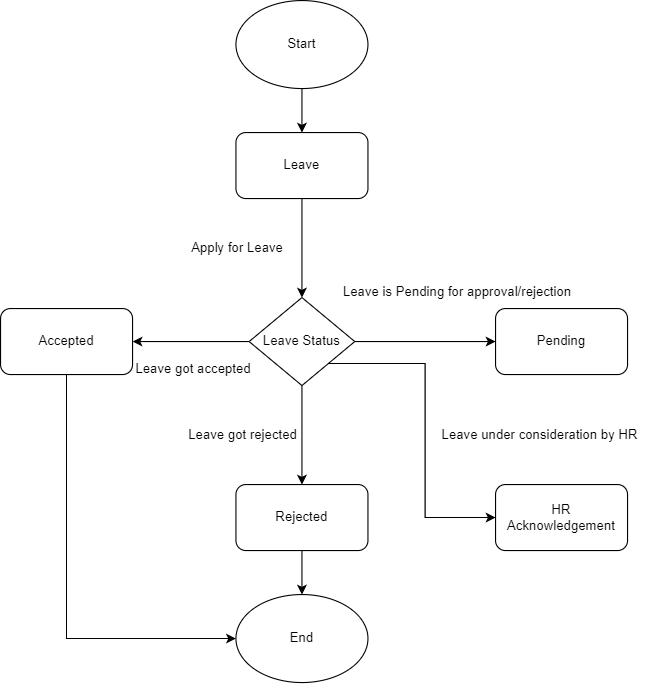 Start
Leave
Apply for Leave
Leave is Pending for approval/rejection
Accepted
Leave Status
Pending
Leave got accepted
Leave got rejected
Leave under consideration by HR
Rejected
HR
Acknowledgement
End